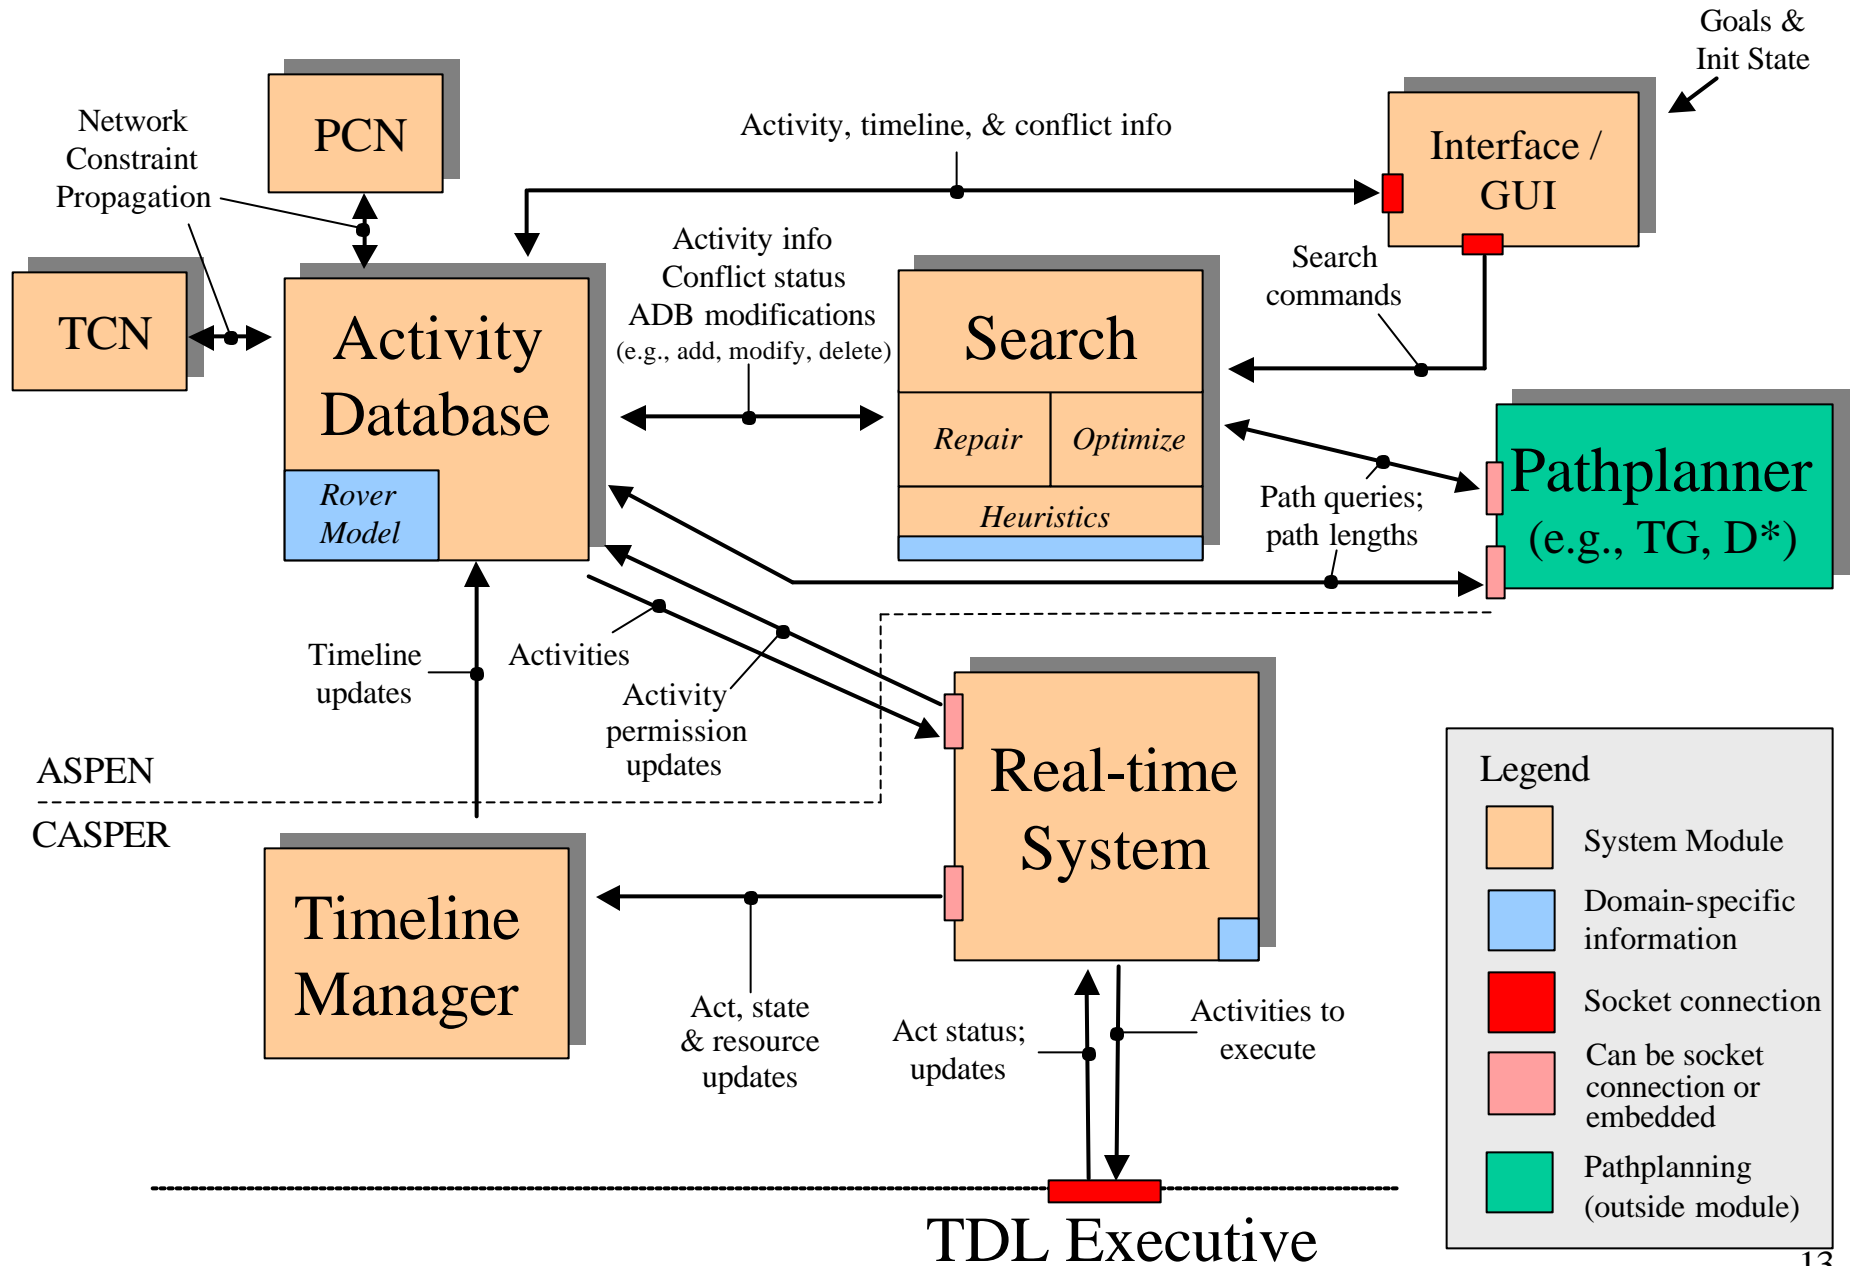 Goals &
Init State
Network
Constraint
Propagation
PCN
Activity, timeline, & conflict info
Interface /
GUI
TCN
Activity
Database
Rover
Model
Activity info
Conflict status
ADB modifications
(e.g., add, modify, delete)
Search
Repair
Optimize
Heuristics
Search
commands
Path queries;
path lengths
Pathplanner
(e.g., TG, D*)
Timeline
updates
Activities
Activity
permission
updates
ASPEN
CASPER
Timeline
Manager
Real-time
System
Act, state
& resource
updates
Act status;
updates
Activities to
execute
TDL Executive
Legend
System Module
Domain-specific
information
Socket connection
Can be socket
connection or
embedded
Pathplanning
(outside module)
13